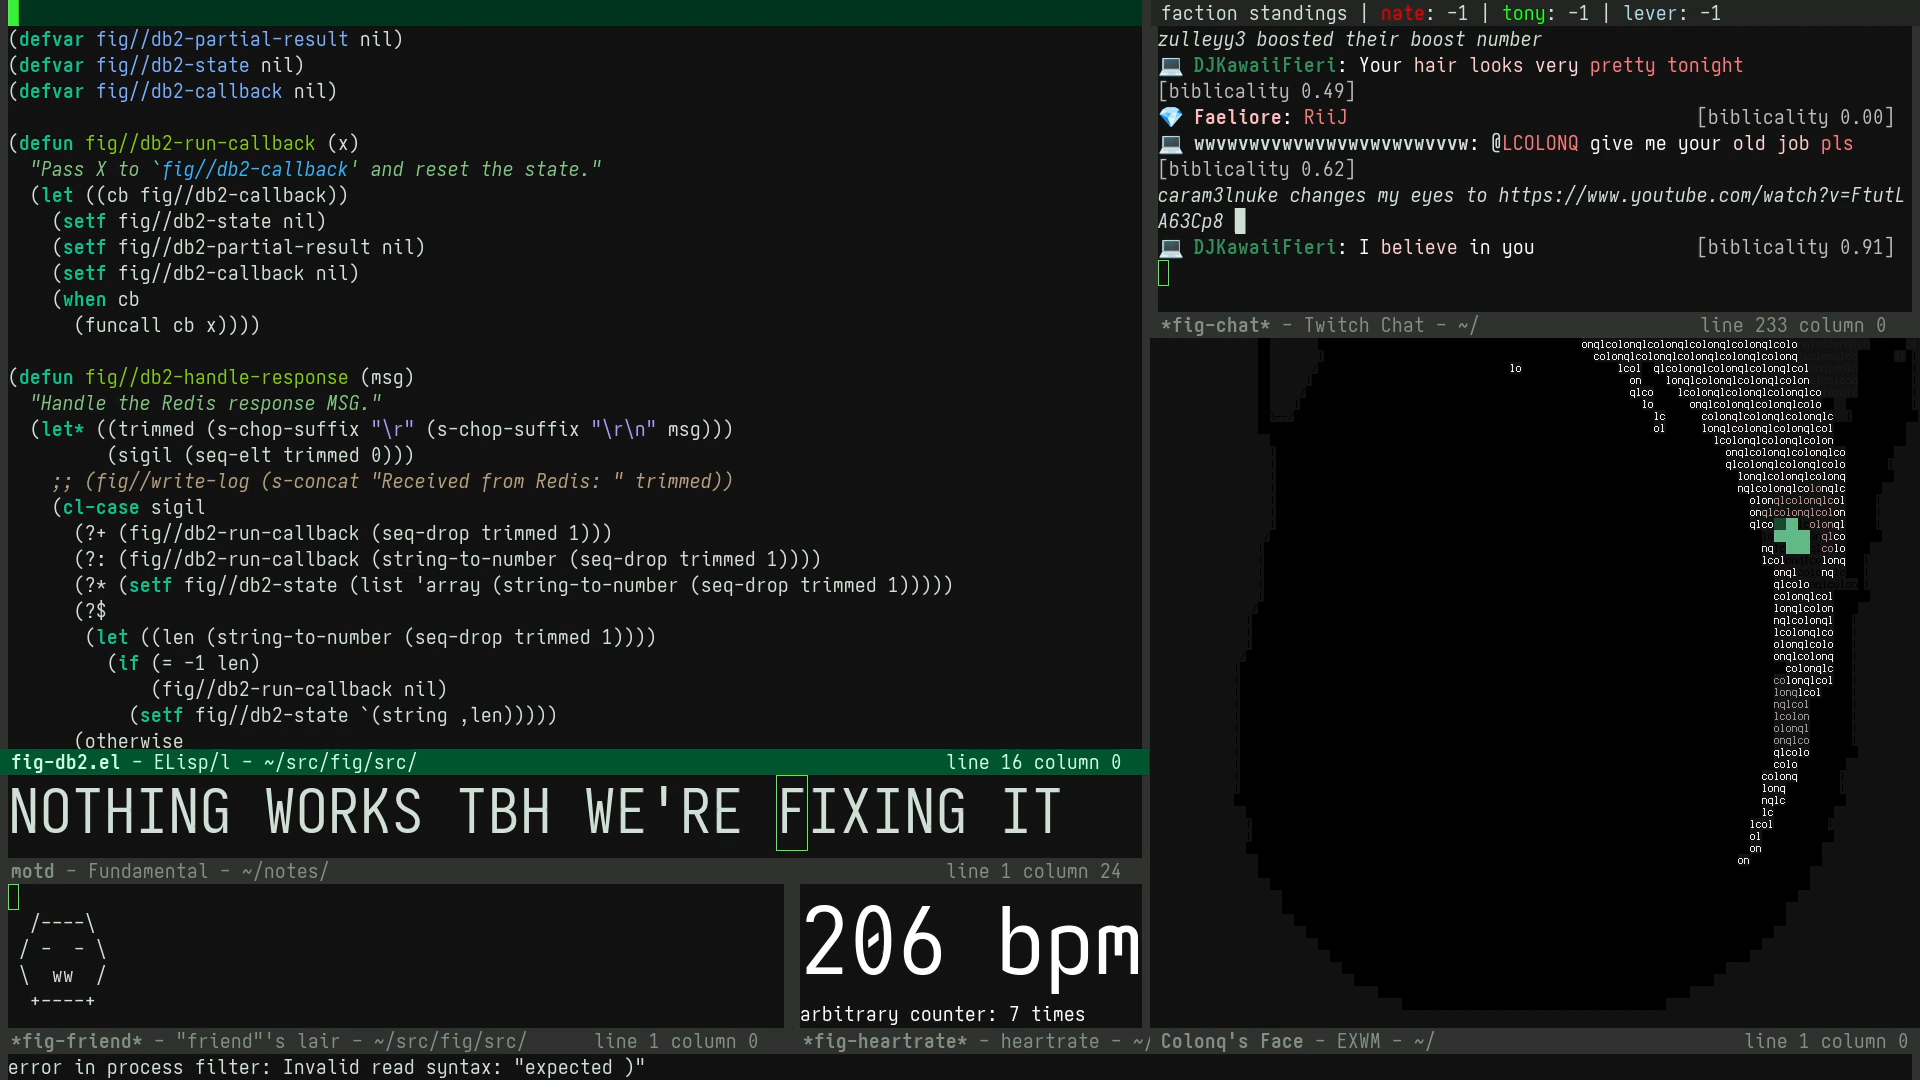 (defvar fig//db2-partial-result nil)
(defvar fig//db2-state nil)
(defvar fig//db2-callback nil)
(defun fig//db2-run-callback (x)
"Pass X to `fig//db2-callback' and reset the state."
(let ((cb fig//db2-callback))
(setf fig//db2-state nil)
(setf fig//db2-partial-result nil)
(setf fig//db2-callback nil)
(when cb
(funcall cb x))))
(defun fig//db2-handle-response (msg)
"Handle the Redis response MSG."
(let* ((trimmed (s-chop-suffix "\r" (s-chop-suffix "\r\n" msg)))
(sigil (seq-elt trimmed 0)))
;; (fig//write-log (s-concat "Received from Redis: " trimmed))
(cl-case sigil
(?+ (fig//db2-run-callback (seq-drop trimmed 1)))
(?: (fig//db2-run-callback (string-to-number (seq-drop trimmed 1))))
(?* (setf fig//db2-state (list 'array (string-to-number (seq-drop trimmed 1)))))
(?$
(let ((len (string-to-number (seq-drop trimmed 1))))
(if (= -1 len)
(fig//db2-run-callback nil)
(setf fig//db2-state `(string ,len)))))
(otherwise
fig-db2.el - ELisp/l - ~/src/fig/src/ line 16 column 0
NOTHING WORKS TBH WE'RE FIXING IT
motd - Fundamental - ~/notes/ line 1 column 24
/----\
/ -  - \
\  ww  /
+----+
*fig-friend* - "friend"'s lair - ~/src/fig/src/ line 1 column 0
206 bpm
arbitrary counter: 7 times
*fig-heartrate* - heartrate - ~/
error in process filter: Invalid read syntax: "expected )"
faction standings | nate: -1 | tony: -1 | lever: -1
zulleyy3 boosted their boost number
💻 DJKawaiiFieri: Your hair looks very pretty tonight
[biblicality 0.49]
💎 Faeliore: RiiJ [biblicality 0.00]
💻 wwvwvwvvwvwvwvwvwvwvwvvvw: @LCOLONQ give me your old job pls
[biblicality 0.62]
caram3lnuke changes my eyes to https://www.youtube.com/watch?v=FtutL
A63Cp8
💻 DJKawaiiFieri: I believe in you [biblicality 0.91]
*fig-chat* - Twitch Chat - ~/ line 233 column 0
Colonq's Face - EXWM - ~/ line 1 column 0